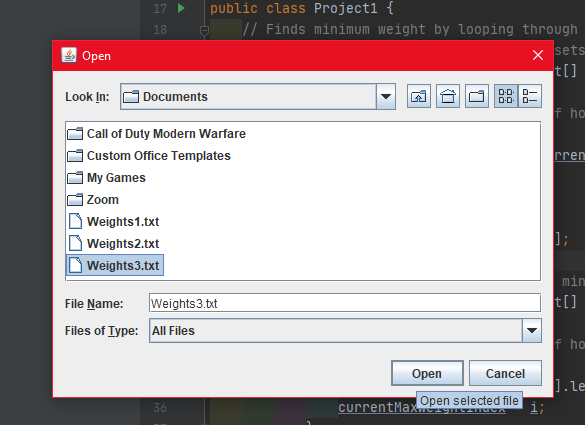 17 public class Project1 {
18 // Finds minimum weight by looping through
Open
sets
t[]
Look In: Documents
f ho
Call of Duty Modern Warfare
Custom Office Templates
rren
My Games
Zoom
Weights1.txt
Weights2.txt
];
Weights3.txt
min
File Name: Weights3.txt
t[]
Files of Type: All Files
f ho
Open Cancel
].le
Open selected file
36 currentMaxWeightIndex i;
}